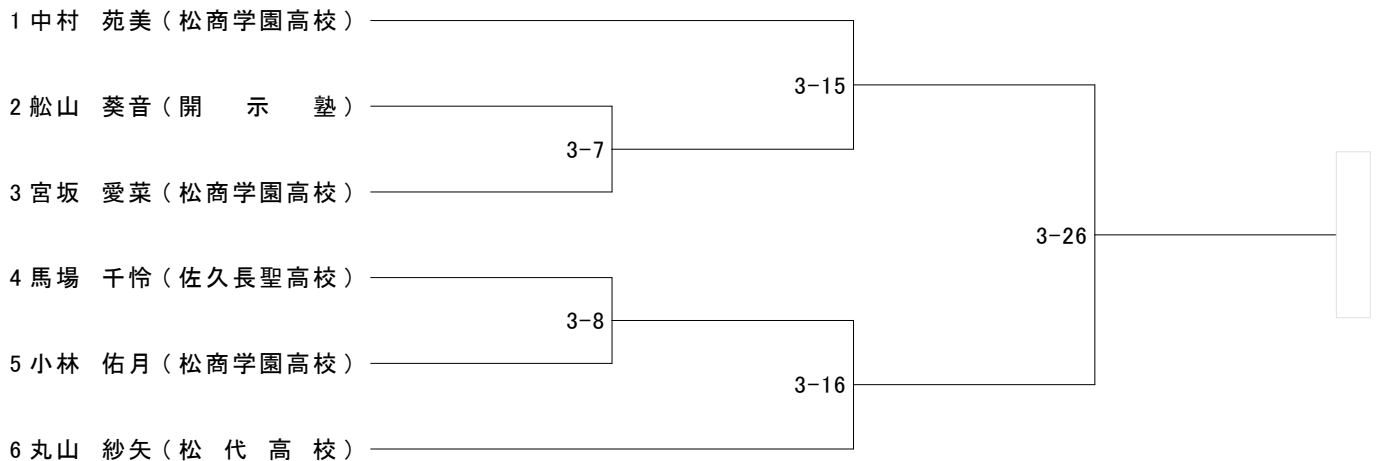 1 中村 苑美（松商学園高校）
3-15
2 舩山 葵音（開示塾）
3-7
3 宮坂 愛菜（松商学園高校）
3-26
4 馬場 千怜（佐久長聖高校）
3-8
5 小林 佑月（松商学園高校）
3-16
6 丸山 紗矢（松代高校）